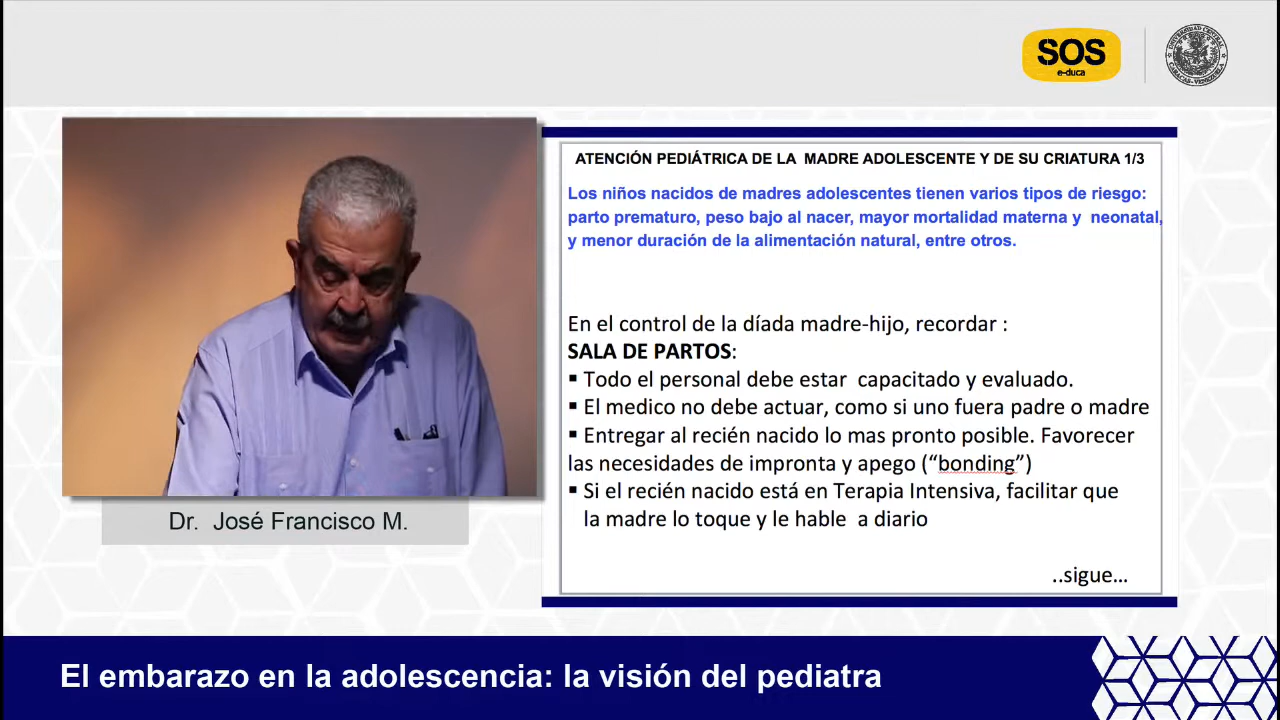 SOS
e-duca
UNIVERSIDAD CENTRAL
CARACAS - VENEZUELA
ATENCIÓN PEDIÁTRICA DE LA MADRE ADOLESCENTE Y DE SU CRIATURA 1/3
Los niños nacidos de madres adolescentes tienen varios tipos de riesgo:
parto prematuro, peso bajo al nacer, mayor mortalidad materna y neonatal,
y menor duración de la alimentación natural, entre otros.
En el control de la díada madre-hijo, recordar :
SALA DE PARTOS:
▪ Todo el personal debe estar capacitado y evaluado.
▪ El medico no debe actuar, como si uno fuera padre o madre
▪ Entregar al recién nacido lo mas pronto posible. Favorecer
las necesidades de impronta y apego (“bonding”)
▪ Si el recién nacido está en Terapia Intensiva, facilitar que
la madre lo toque y le hable a diario
..sigue…
Dr. José Francisco M.
El embarazo en la adolescencia: la visión del pediatra